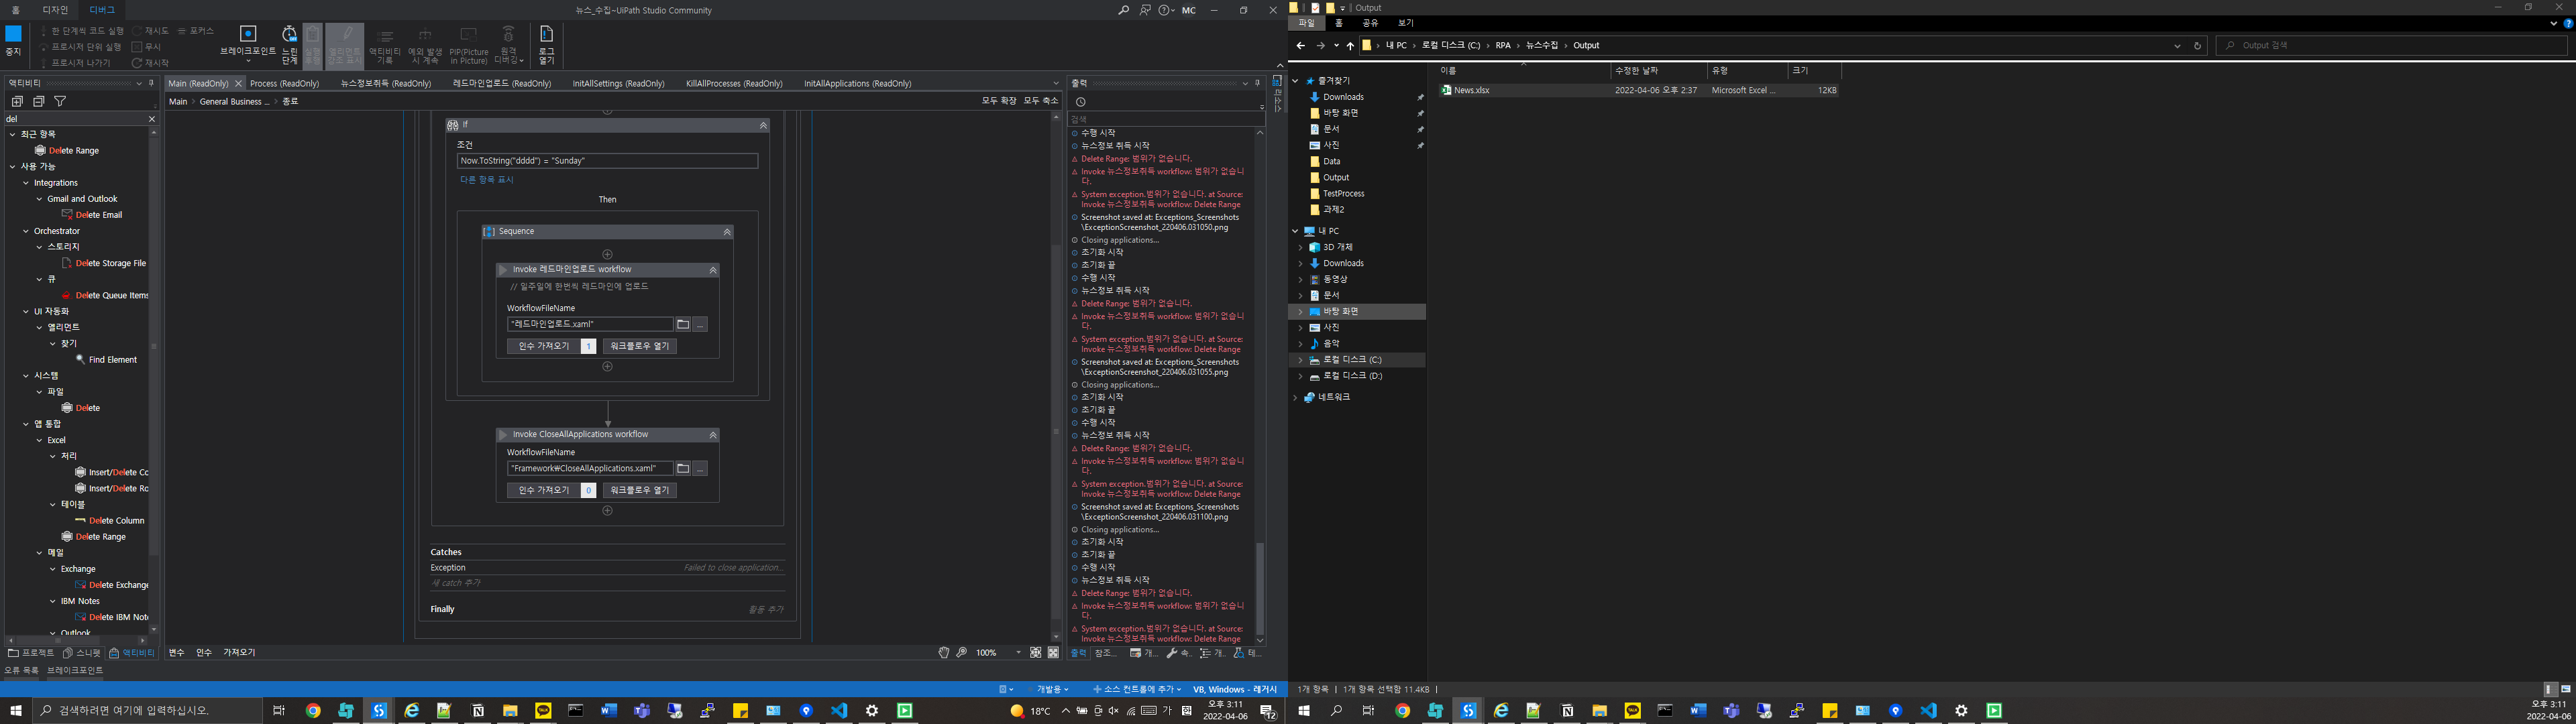 홈 디자인 디버그
뉴스_수집~UiPath Studio Community
MC
중지
한 단계씩 코드 실행
프로시저 단위 실행
프로시저 나가기
재시도
무시
재시작
포커스
브레이크포인트
느린
단계
실행
후행
엘리먼트
강조 표시
액티비티
기록
예외 발생
시 계속
PiP(Picture
in Picture)
원격
디버깅
로그
열기
액티비티
del
최근 항목
Delete Range
사용 가능
Integrations
Gmail and Outlook
Delete Email
Orchestrator
스토리지
Delete Storage File
큐
Delete Queue Items
UI 자동화
엘리먼트
찾기
Find Element
시스템
파일
Delete
앱 통합
Excel
처리
Insert/Delete Co
Insert/Delete Ro
테이블
Delete Column
Delete Range
메일
Exchange
Delete Exchange
IBM Notes
Delete IBM Note
Outlook
프로젝트 스니펫 액티비티
오류 목록 브레이크포인트
Main (ReadOnly) Process (ReadOnly) 뉴스정보취득 (ReadOnly) 레드마인업로드 (ReadOnly) InitAllSettings (ReadOnly) KillAllProcesses (ReadOnly) InitAllApplications (ReadOnly)
Main > General Business ... > 종료
모두 확장 모두 축소
If
조건
Now.ToString("dddd") = "Sunday"
다른 항목 표시
Then
Sequence
Invoke 레드마인업로드 workflow
// 일주일에 한번씩 레드마인에 업로드
WorkflowFileName
"레드마인업로드.xaml"
인수 가져오기 1 워크플로우 열기
Invoke CloseAllApplications workflow
WorkflowFileName
"Framework₩CloseAllApplications.xaml"
인수 가져오기 0 워크플로우 열기
Catches
Exception Failed to close application...
새 catch 추가
Finally 활동 추가
변수 인수 가져오기
100%
출력
검색
수행 시작
뉴스정보 취득 시작
Delete Range: 범위가 없습니다.
Invoke 뉴스정보취득 workflow: 범위가 없습니
다.
System exception.범위가 없습니다. at Source:
Invoke 뉴스정보취득 workflow: Delete Range
Screenshot saved at: Exceptions_Screenshots
\ExceptionScreenshot_220406.031050.png
Closing applications...
초기화 시작
초기화 끝
수행 시작
뉴스정보 취득 시작
Delete Range: 범위가 없습니다.
Invoke 뉴스정보취득 workflow: 범위가 없습니
다.
System exception.범위가 없습니다. at Source:
Invoke 뉴스정보취득 workflow: Delete Range
Screenshot saved at: Exceptions_Screenshots
\ExceptionScreenshot_220406.031055.png
Closing applications...
초기화 시작
초기화 끝
수행 시작
뉴스정보 취득 시작
Delete Range: 범위가 없습니다.
Invoke 뉴스정보취득 workflow: 범위가 없습니
다.
System exception.범위가 없습니다. at Source:
Invoke 뉴스정보취득 workflow: Delete Range
Screenshot saved at: Exceptions_Screenshots
\ExceptionScreenshot_220406.031100.png
Closing applications...
초기화 시작
초기화 끝
수행 시작
뉴스정보 취득 시작
Delete Range: 범위가 없습니다.
Invoke 뉴스정보취득 workflow: 범위가 없습니
다.
System exception.범위가 없습니다. at Source:
Invoke 뉴스정보취득 workflow: Delete Range
출력 참조... 개... 속.. 개.. 테...
개발용 소스 컨트롤에 추가 VB, Windows - 레거시
검색하려면 여기에 입력하십시오.
18°C
가
오후 3:11
2022-04-06
12
Output
파일 홈 공유 보기
내 PC > 로컬 디스크 (C:) > RPA > 뉴스수집 > Output
Output 검색
이름 수정한 날짜 유형 크기
News.xlsx 2022-04-06 오후 2:37 Microsoft Excel ... 12KB
즐겨찾기
Downloads
바탕 화면
문서
사진
Data
Output
TestProcess
과제2
내 PC
3D 개체
Downloads
동영상
문서
바탕 화면
사진
음악
로컬 디스크 (C:)
로컬 디스크 (D:)
네트워크
1개 항목 1개 항목 선택함 11.4KB
오후 3:11
2022-04-06